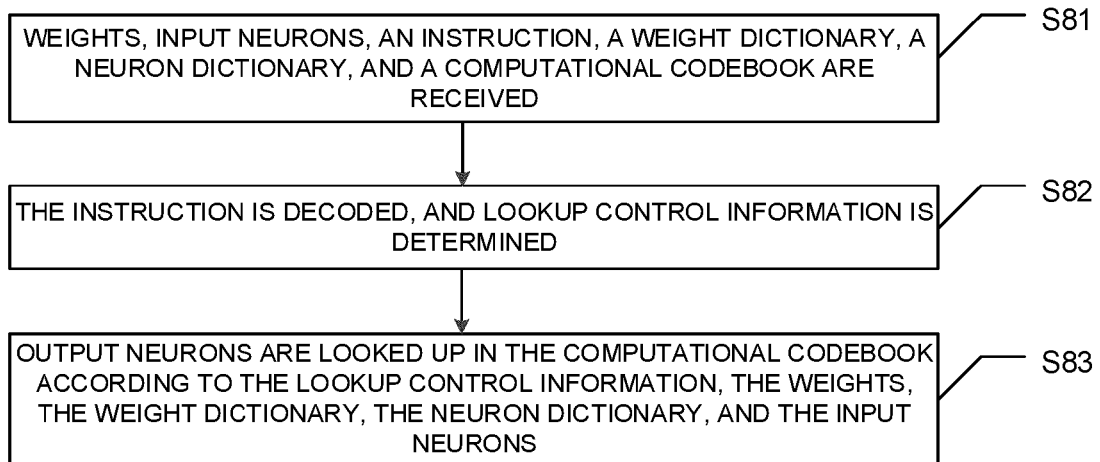 WEIGHTS, INPUT NEURONS, AN INSTRUCTION, A WEIGHT DICTIONARY, A
NEURON DICTIONARY, AND A COMPUTATIONAL CODEBOOK ARE
RECEIVED
S81
THE INSTRUCTION IS DECODED, AND LOOKUP CONTROL INFORMATION IS
DETERMINED
S82
OUTPUT NEURONS ARE LOOKED UP IN THE COMPUTATIONAL CODEBOOK
ACCORDING TO THE LOOKUP CONTROL INFORMATION, THE WEIGHTS,
THE WEIGHT DICTIONARY, THE NEURON DICTIONARY, AND THE INPUT
NEURONS
S83